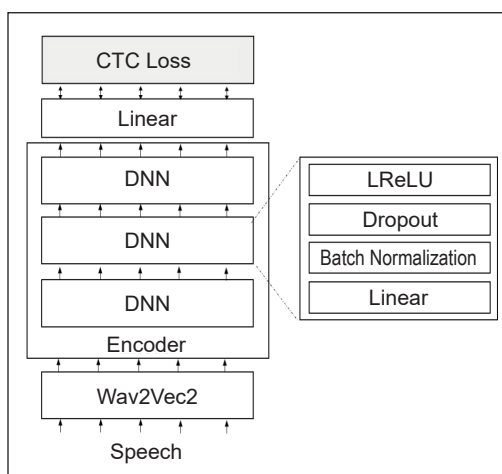 CTC Loss
Linear
DNN
DNN
DNN
Encoder
Wav2Vec2
Speech
LReLU
Dropout
Batch Normalization
Linear